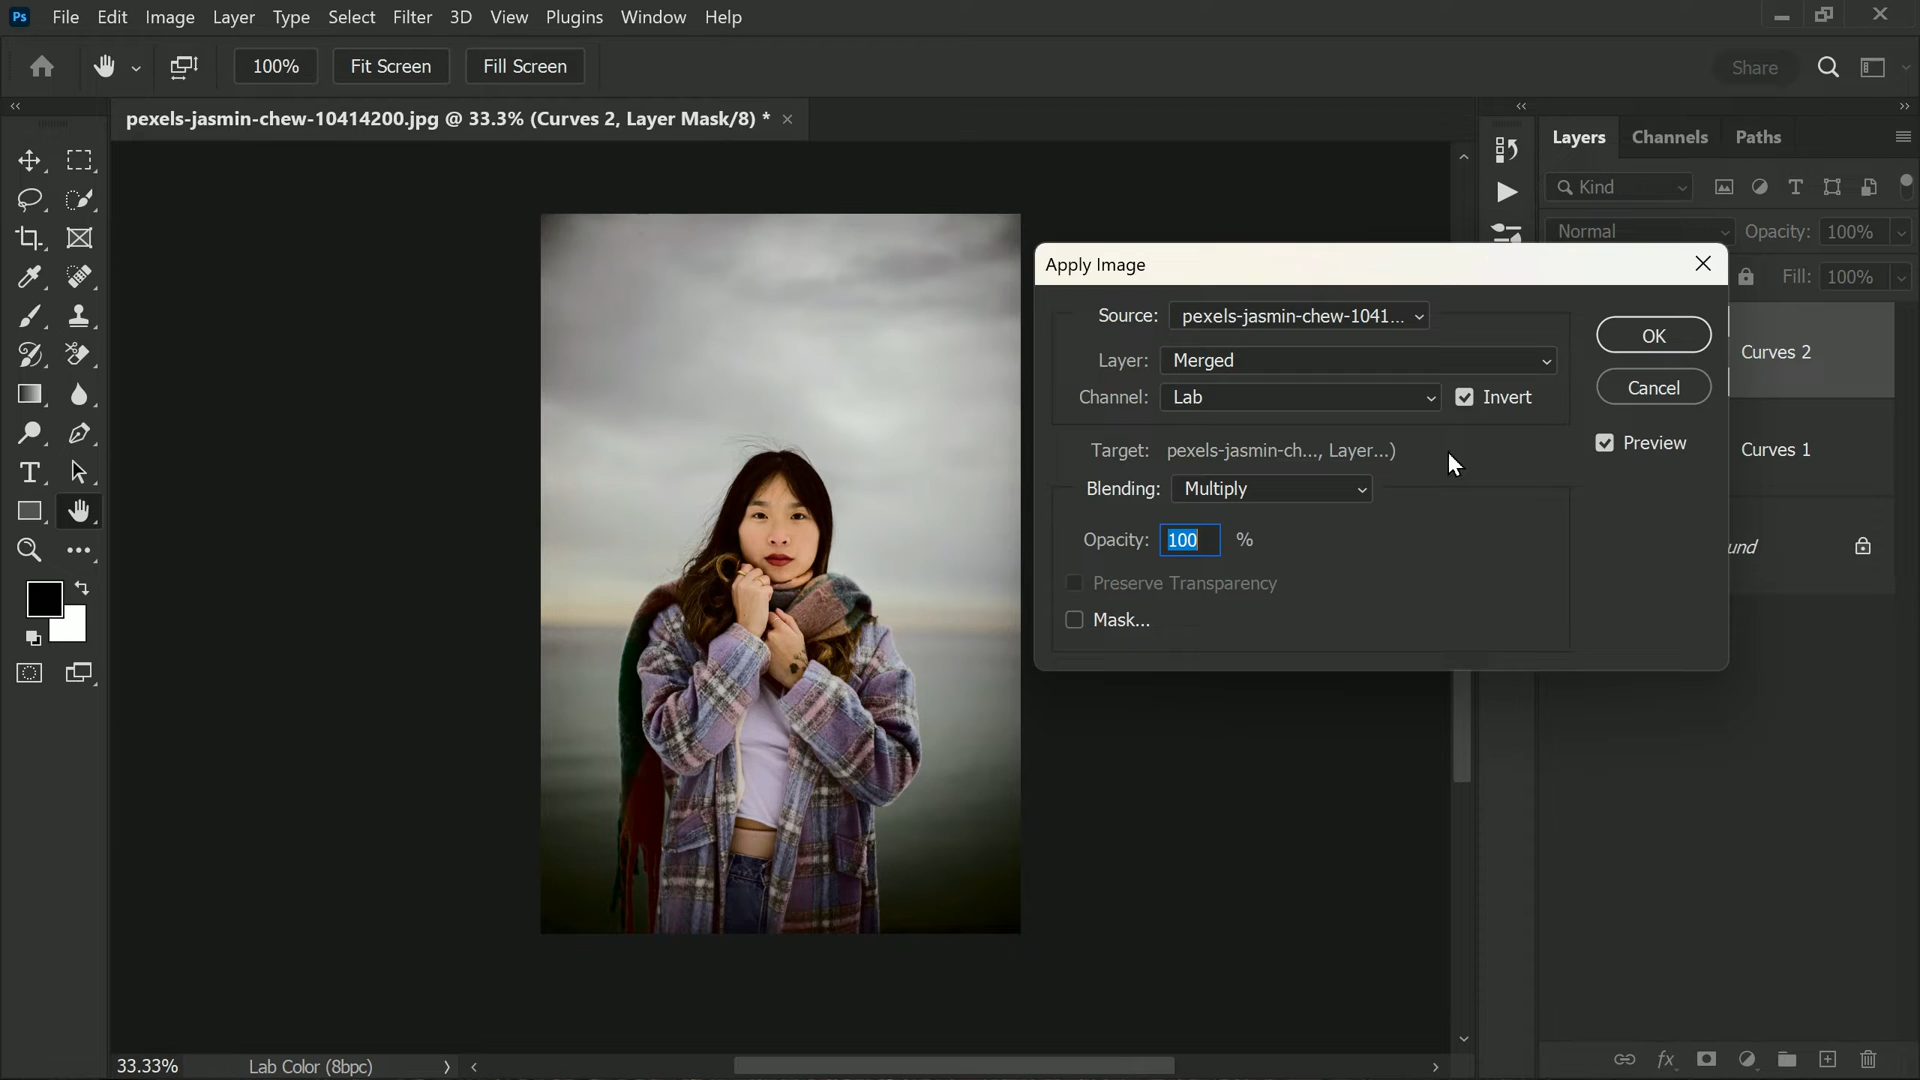 Ps File Edit Image Layer Type Select Filter 3D View Plugins Window Help
100% Fit Screen Fill Screen Share
pexels-jasmin-chew-10414200.jpg @ 33.3% (Curves 2, Layer Mask/8) * ×
Layers Channels Paths
Kind
Normal Opacity: 100%
Fill: 100%
Apply Image
Source: pexels-jasmin-chew-1041...
OK
Layer: Merged
Curves 2
Channel: Lab Invert
Cancel
Preview
Target: pexels-jasmin-ch..., Layer...)
Curves 1
Blending: Multiply
Opacity: 100 %
und
Preserve Transparency
Mask...
33.33% Lab Color (8bpc)